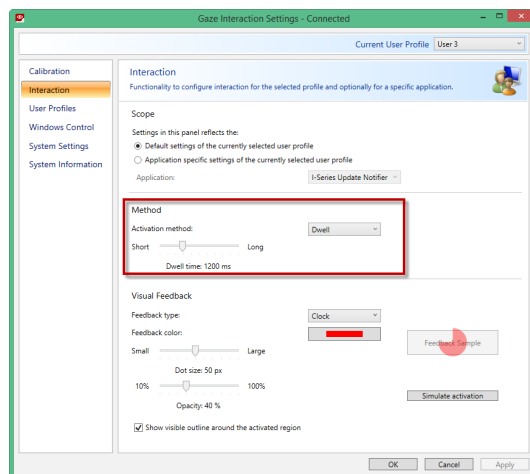 Gaze Interaction Settings - Connected
Current User Profile User 3
Calibration
Interaction
User Profiles
Windows Control
System Settings
System Information
Interaction
Functionality to configure interaction for the selected profile and optionally for a specific application.
Scope
Settings in this panel reflects the:
Default settings of the currently selected user profile
Application specific settings of the currently selected user profile
Application: I-Series Update Notifier
Method
Activation method: Dwell
Short Long
Dwell time: 1200 ms
Visual Feedback
Feedback type: Clock
Feedback color:
Small Large
Feedback Sample
Dot size: 50 px
10% 100%
Simulate activation
Opacity: 40 %
Show visible outline around the activated region
OK Cancel Apply